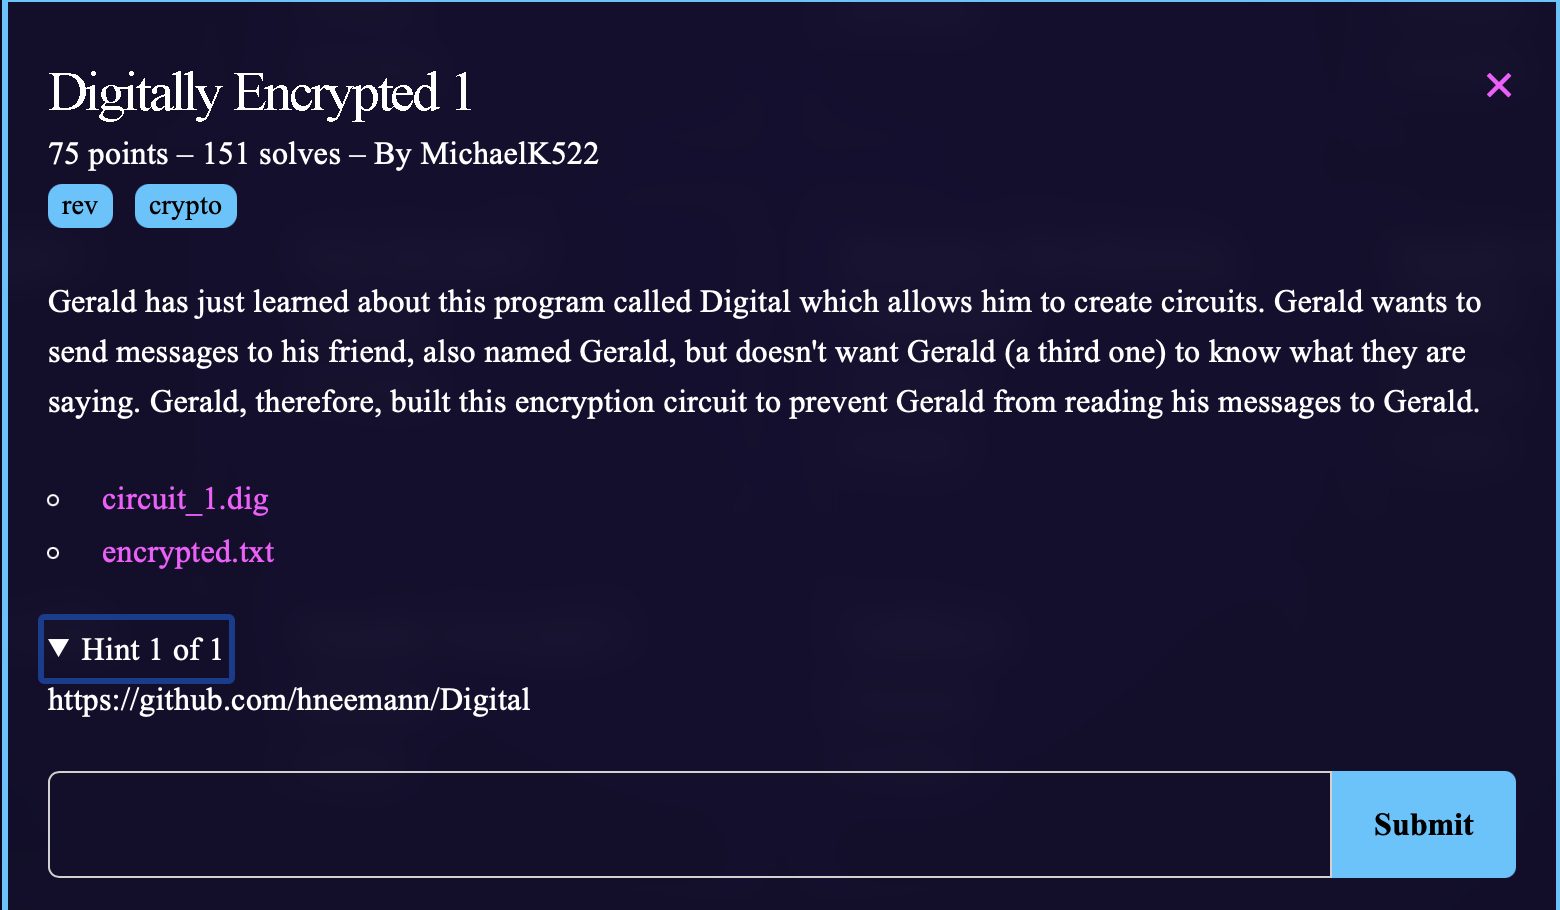 Digitally Encrypted 1
75 points – 151 solves – By MichaelK522
rev crypto
Gerald has just learned about this program called Digital which allows him to create circuits. Gerald wants to
send messages to his friend, also named Gerald, but doesn't want Gerald (a third one) to know what they are
saying. Gerald, therefore, built this encryption circuit to prevent Gerald from reading his messages to Gerald.
circuit_1.dig
encrypted.txt
Hint 1 of 1
https://github.com/hneemann/Digital
Submit